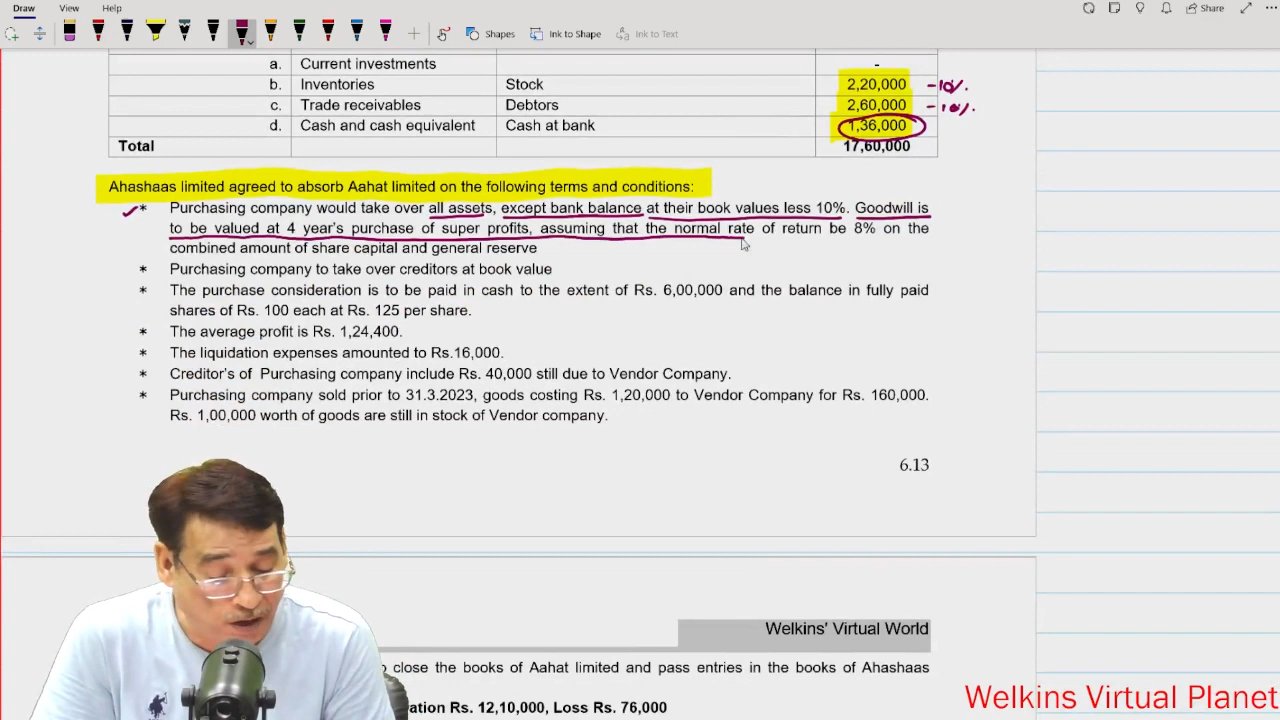 Draw View Help Share
Shapes Ink to Shape Ink to Text
a. Current investments -
b. Inventories Stock 2,20,000 -10%
c. Trade receivables Debtors 2,60,000 -10%.
d. Cash and cash equivalent Cash at bank 1,36,000
Total 17,60,000
Ahashaas limited agreed to absorb Aahat limited on the following terms and conditions:
* Purchasing company would take over all assets, except bank balance at their book values less 10%. Goodwill is
to be valued at 4 year's purchase of super profits, assuming that the normal rate of return be 8% on the
combined amount of share capital and general reserve
* Purchasing company to take over creditors at book value
* The purchase consideration is to be paid in cash to the extent of Rs. 6,00,000 and the balance in fully paid
shares of Rs. 100 each at Rs. 125 per share.
* The average profit is Rs. 1,24,400.
* The liquidation expenses amounted to Rs.16,000.
* Creditor's of Purchasing company include Rs. 40,000 still due to Vendor Company.
* Purchasing company sold prior to 31.3.2023, goods costing Rs. 1,20,000 to Vendor Company for Rs. 160,000.
Rs. 1,00,000 worth of goods are still in stock of Vendor company.
6.13
Welkins' Virtual World
o close the books of Aahat limited and pass entries in the books of Ahashaas
ation Rs. 12,10,000, Loss Rs. 76,000
Welkins Virtual Planet